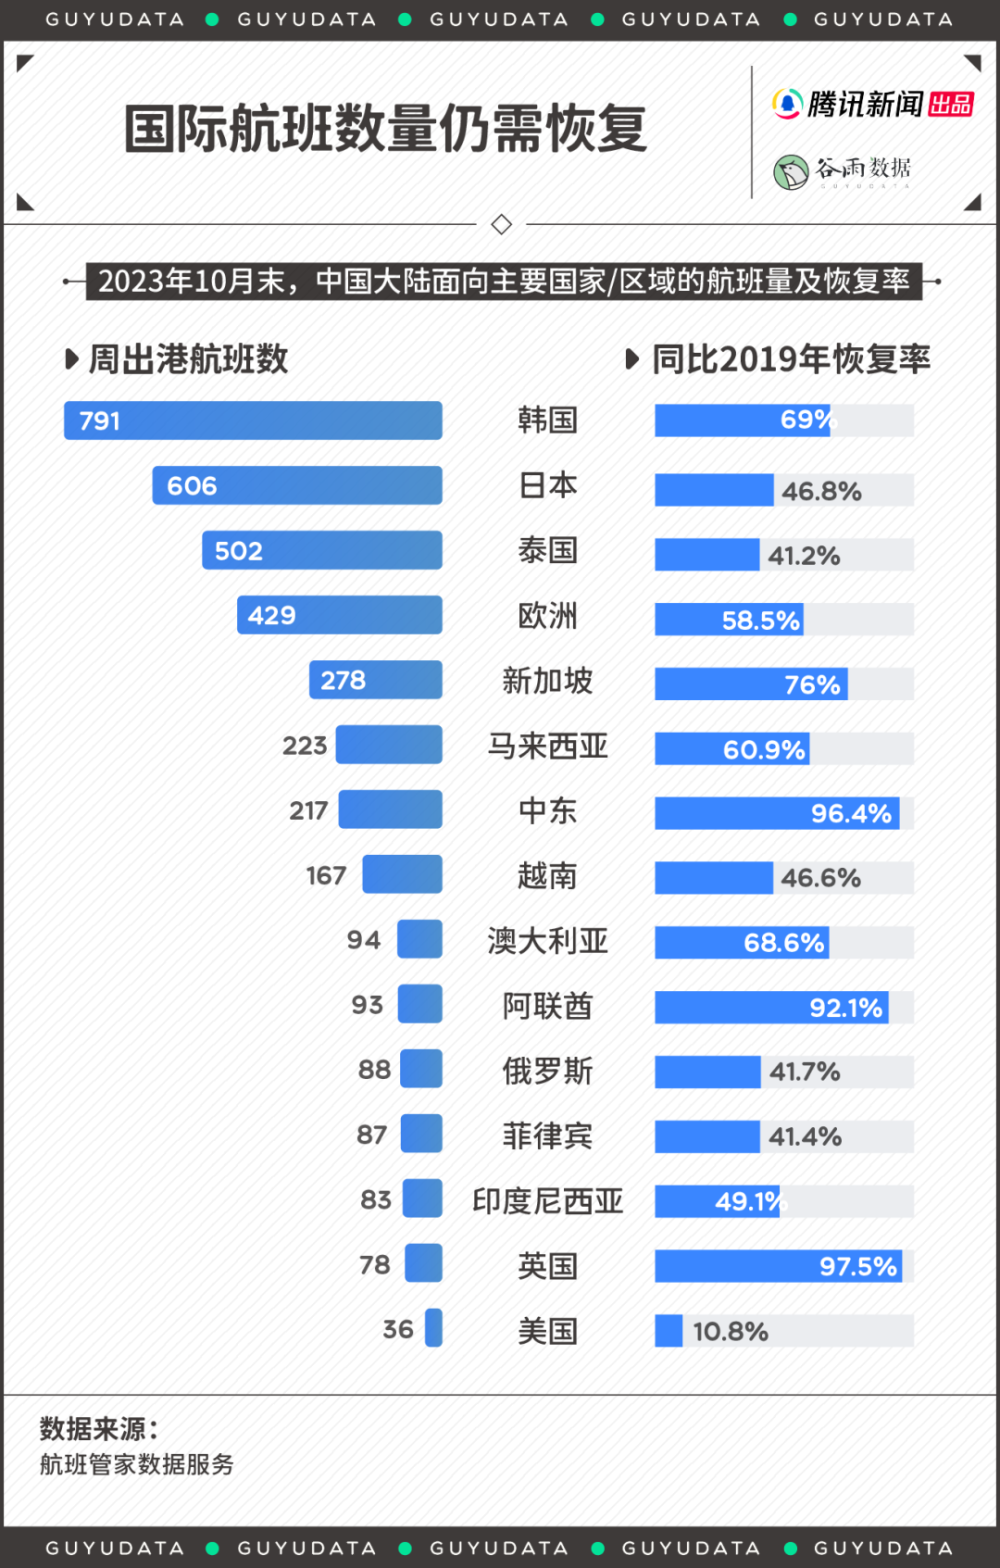 GUYUDATA ● GUYUDATA ● GUYUDATA ● GUYUDATA ● GUYUDATA
国际航班数量仍需恢复
腾讯新闻 出品
谷雨数据
GUYUDATA
2023年10月末，中国大陆面向主要国家/区域的航班量及恢复率
周出港航班数 同比2019年恢复率
791 韩国 69%
606 日本 46.8%
502 泰国 41.2%
429 欧洲 58.5%
278 新加坡 76%
223 马来西亚 60.9%
217 中东 96.4%
167 越南 46.6%
94 澳大利亚 68.6%
93 阿联酋 92.1%
88 俄罗斯 41.7%
87 菲律宾 41.4%
83 印度尼西亚 49.1%
78 英国 97.5%
36 美国 10.8%
数据来源：
航班管家数据服务
GUYUDATA ● GUYUDATA ● GUYUDATA ● GUYUDATA ● GUYUDATA